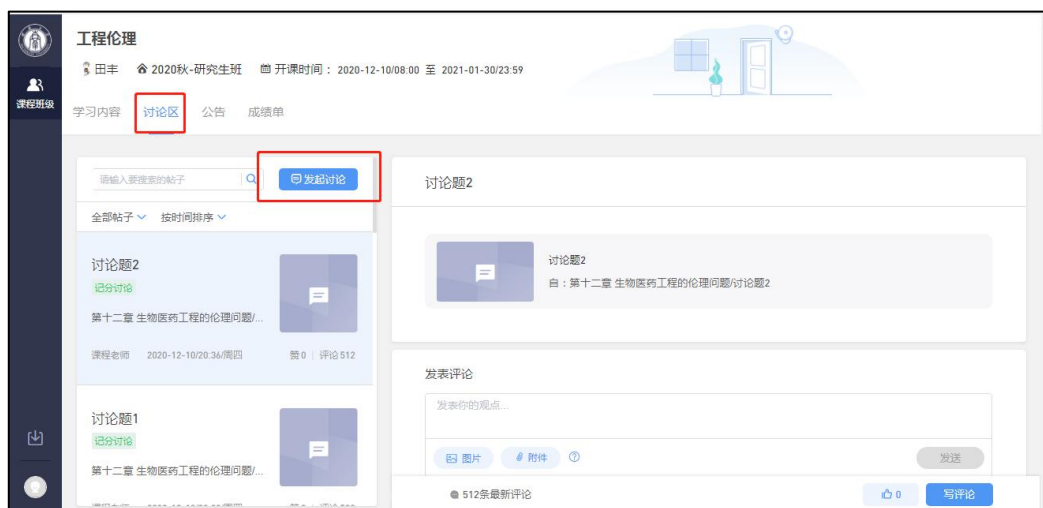 工程伦理
田丰 2020秋-研究生班 开课时间：2020-12-10/08:00 至 2021-01-30/23:59
课程班级
学习内容 讨论区 公告 成绩单
请输入要搜索的帖子 发起讨论
全部帖子 按时间排序
讨论题2
记分讨论
第十二章 生物医药工程的伦理问题/...
课程老师 2020-12-10/20:36/周四 赞 0 评论 512
讨论题1
记分讨论
第十二章 生物医药工程的伦理问题/...
讨论题2
讨论题2
自：第十二章 生物医药工程的伦理问题/讨论题2
发表评论
发表你的观点...
图片 附件 发送
512条最新评论 0 写评论